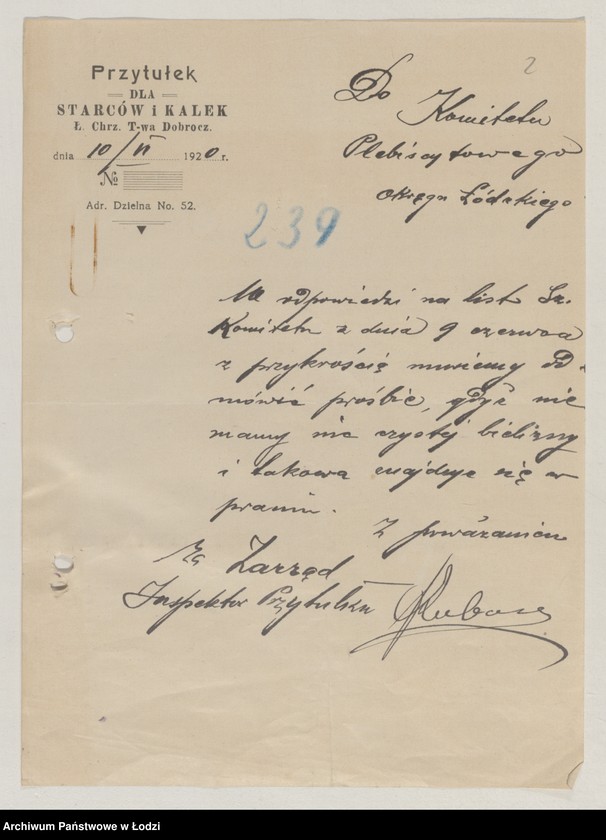 2
Przytułek
DLA
STARCÓW i KALEK
Ł. Chrz. T-wa Dobrocz.
dnia 10/VI 1920 r.
№
Adr. Dzielna No. 52.
Do Komitetu
Plebiscytowego
Okręgu Łódzkiego
239
W odpowiedzi na list Sz.
Komitetu z dnia 9 czerwca
z przykrością musimy od-
mówić prośbie, gdyż nie
mamy nic czystej bielizny
i takowa znajduje się w
praniu.
Z poważaniem
Za Zarząd
Inspektor Przytułku
Archiwum Państwowe w Łodzi